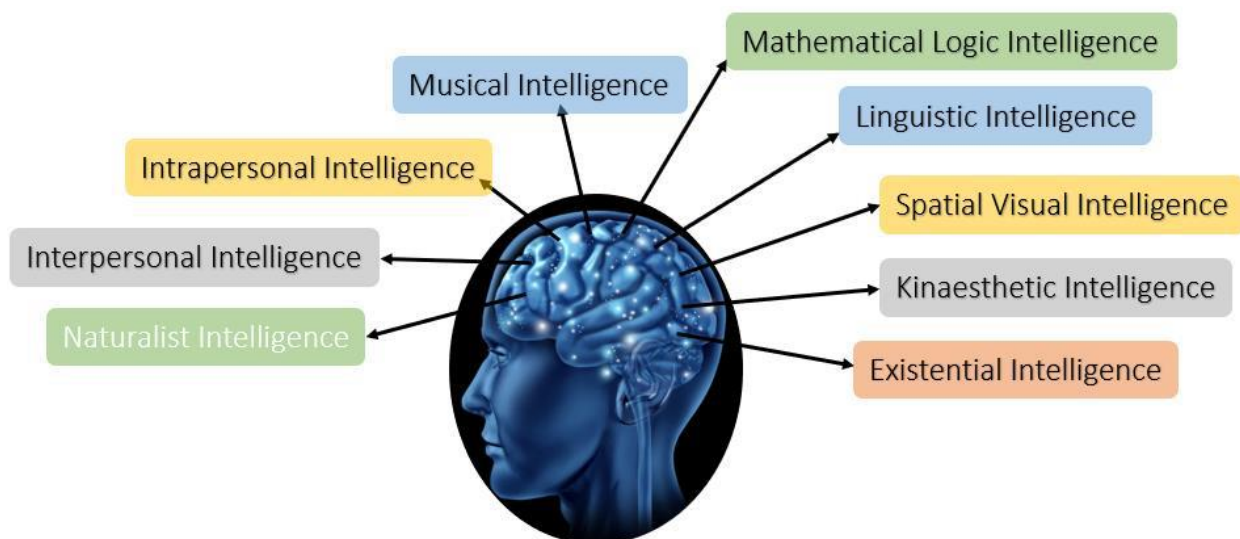 Mathematical Logic Intelligence
Musical Intelligence
Linguistic Intelligence
Intrapersonal Intelligence
Spatial Visual Intelligence
Interpersonal Intelligence
Kinaesthetic Intelligence
Naturalist Intelligence
Existential Intelligence